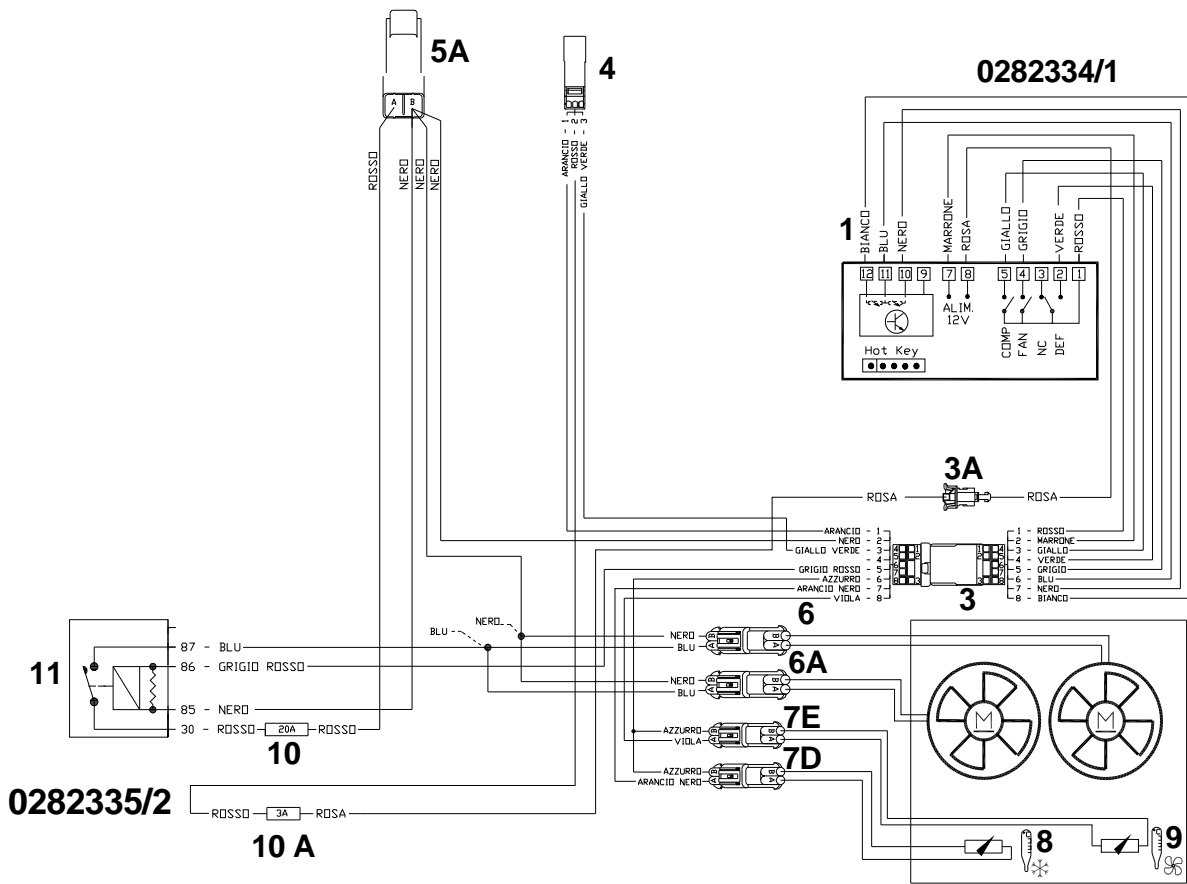 5A
4
0282334/1
A B
ROSSO
NERO
NERO
NERO
ARANCIO - 1
ROSSO - 2
GIALLO VERDE - 3
1
BIANCO
BLU
NERO
MARRONE
ROSA
GIALLO
GRIGIO
VERDE
ROSSO
12 11 10 9 7 8 5 4 3 2 1
ALIM.
12V
COMP
FAN
NC
DEF
Hot Key
3A
ROSA
ROSA
ARANCIO - 1
NERO - 2
GIALLO VERDE - 3
- 4
GRIGIO ROSSO - 5
AZZURRO - 6
ARANCIO NERO - 7
VIOLA - 8
1 - ROSSO
2 - MARRONE
3 - GIALLO
4 - VERDE
5 - GRIGIO
6 - BLU
7 - NERO
8 - BIANCO
3
6
NERO
BLU
NERO
BLU
B
A
B
A
6A
NERO
BLU
B
A
B
A
7E
AZZURRO
VIOLA
B
A
B
A
7D
AZZURRO
ARANCIO NERO
B
A
B
A
M
M
11
87 - BLU
86 - GRIGIO ROSSO
85 - NERO
30 - ROSSO
20A
ROSSO
10
0282335/2
ROSSO
3A
ROSA
10 A
8
9